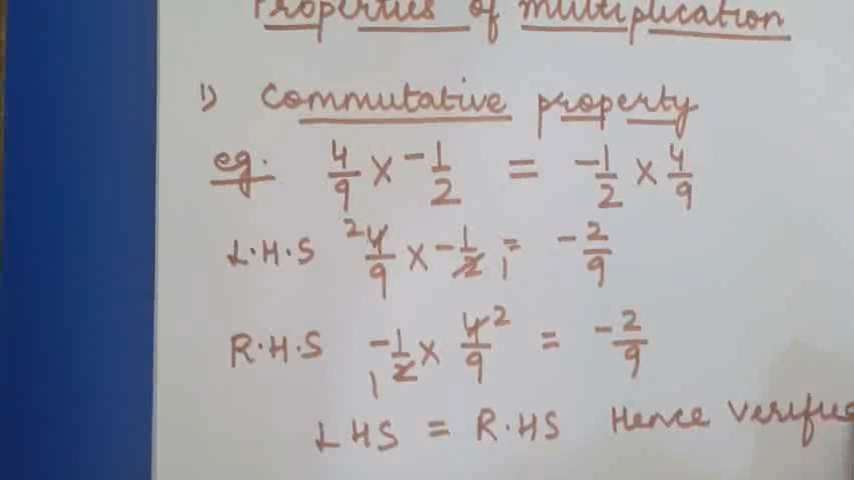 Properties of multiplication
1) Commutative property
eg. 4/9 × -1/2 = -1/2 × 4/9
L.H.S 2 4/9 × -1/2 1 = -2/9
R.H.S -1/2 1 × 4/9 2 = -2/9
LHS = R.HS Hence verifie